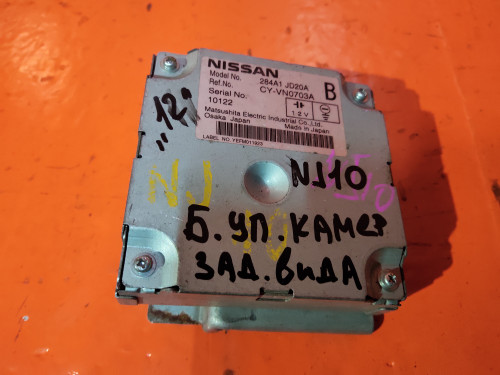 NISSAN
Model No. 284A1 JD20A
Ref.No. CY-VN0703A
B
Serial No.
10122
12V
Matsushita Electric Industrial Co.,Ltd.
Osaka Japan Made in Japan
"12"
NJ10
Б.УП.КАМЕР
ЗАД.ВИДА